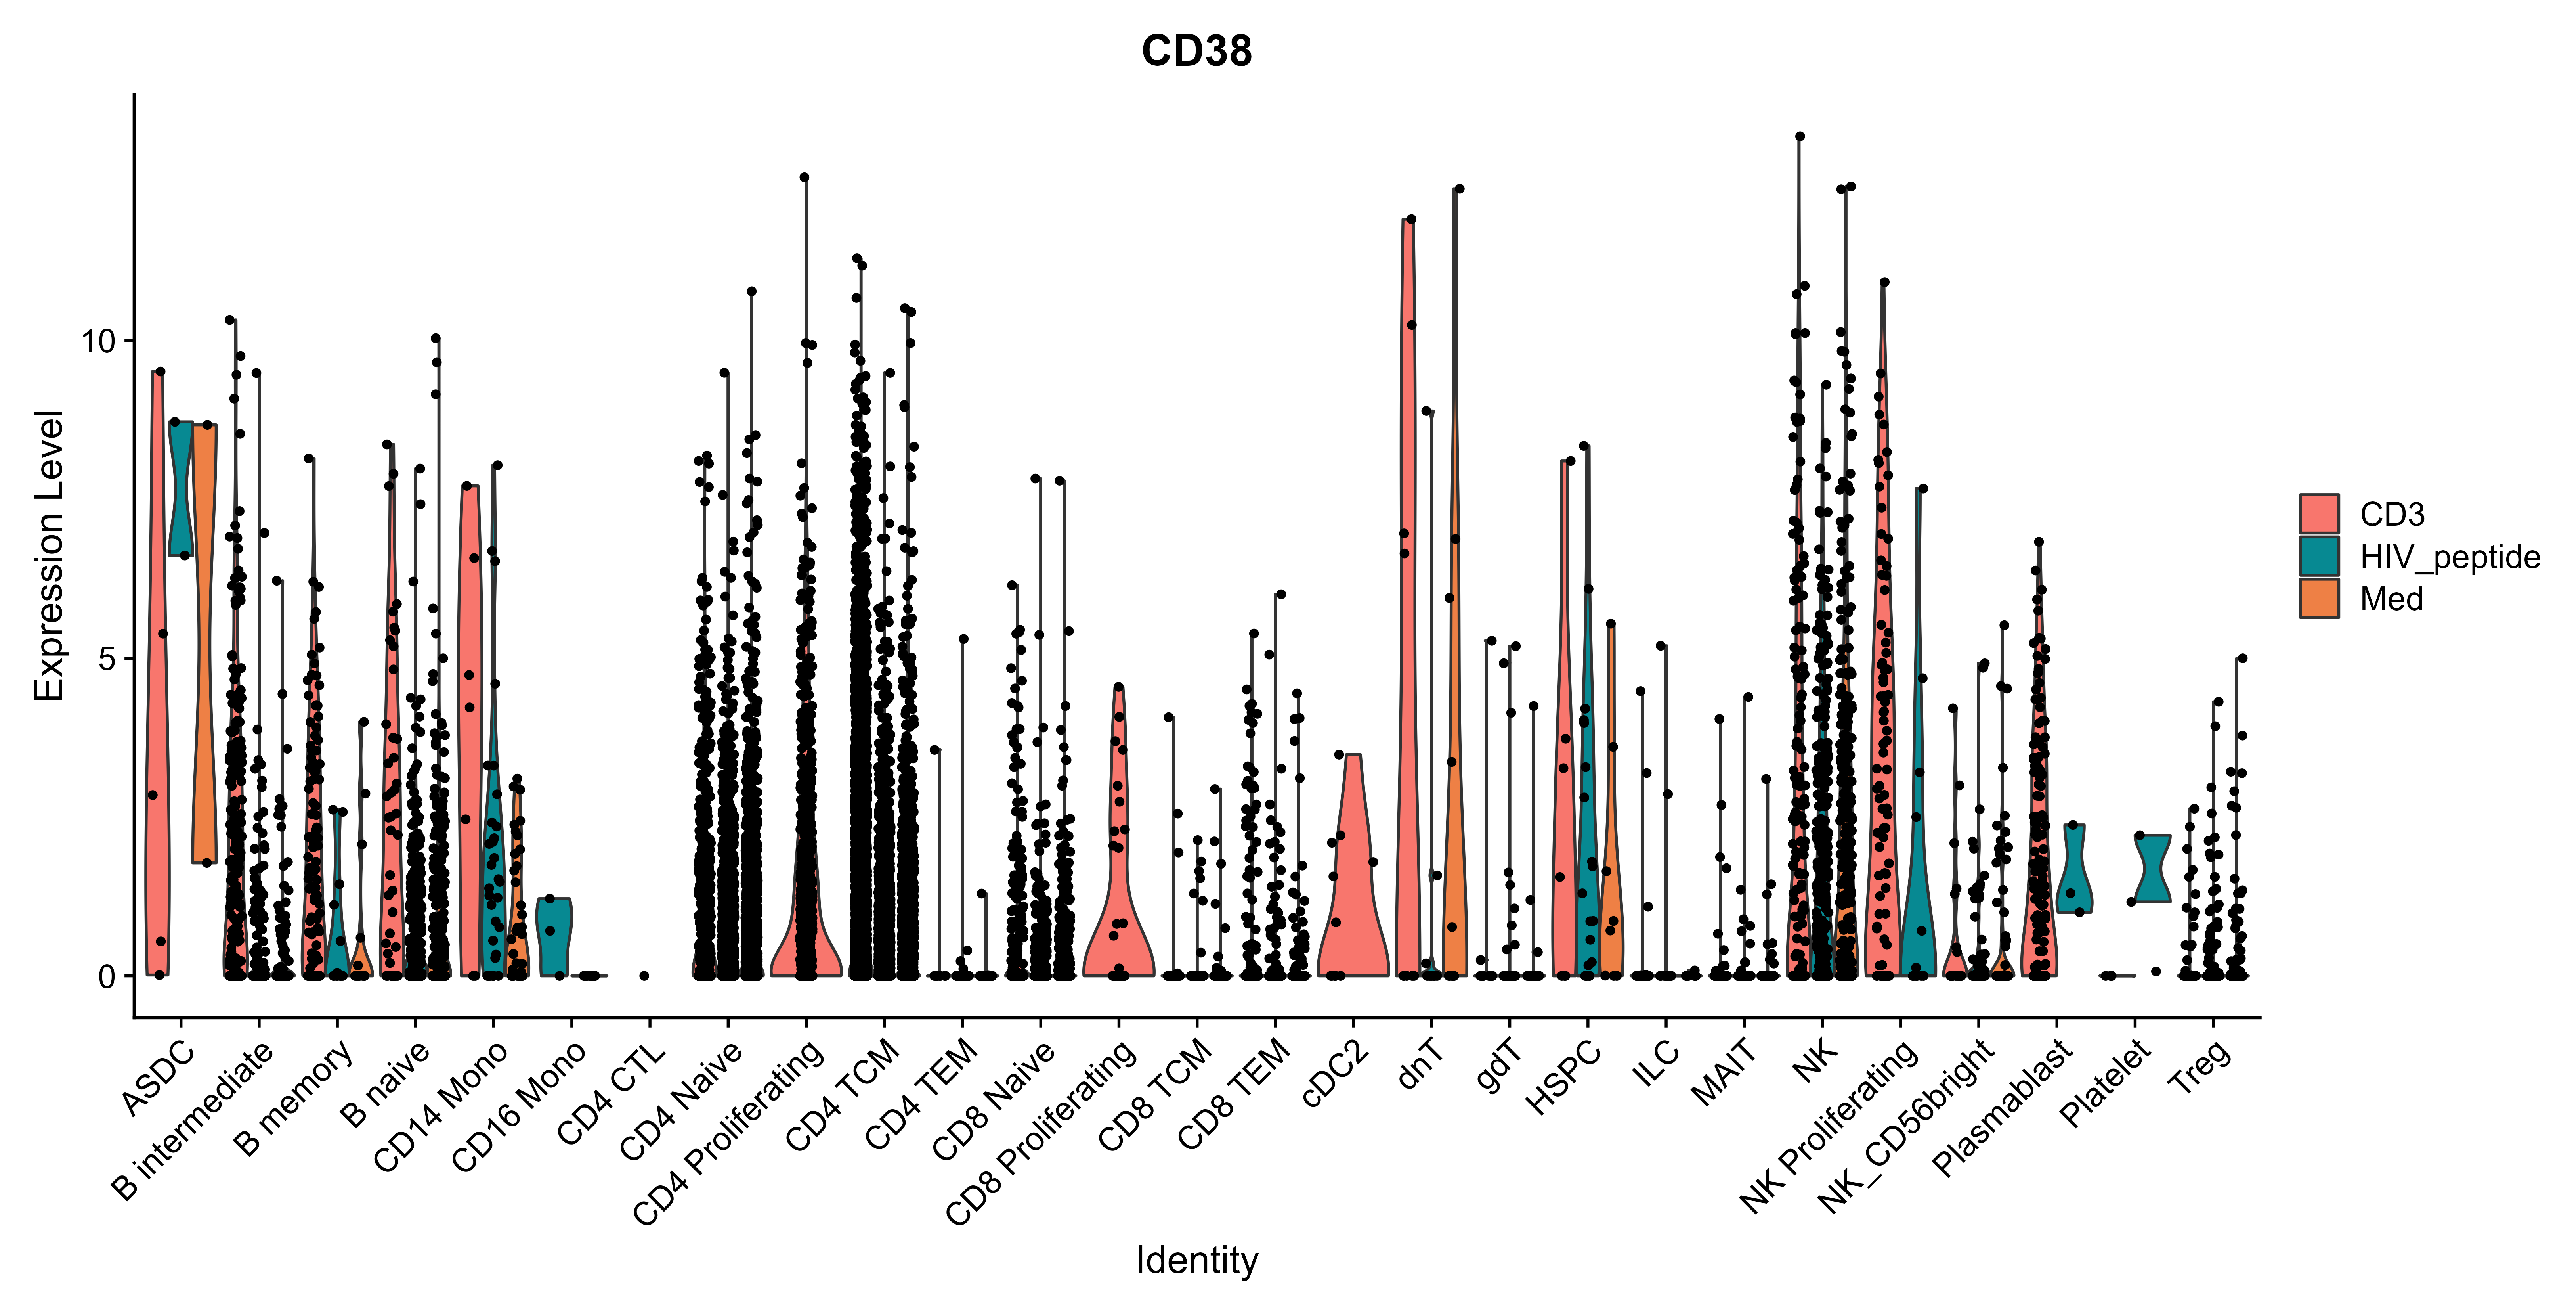 CD38
Expression Level
10
5
0
ASDC
B intermediate
B memory
B naive
CD14 Mono
CD16 Mono
CD4 CTL
CD4 Naive
CD4 Proliferating
CD4 TCM
CD4 TEM
CD8 Naive
CD8 Proliferating
CD8 TCM
CD8 TEM
cDC2
dnT
gdT
HSPC
ILC
MAIT
NK
NK Proliferating
NK_CD56bright
Plasmablast
Platelet
Treg
Identity
CD3
HIV_peptide
Med